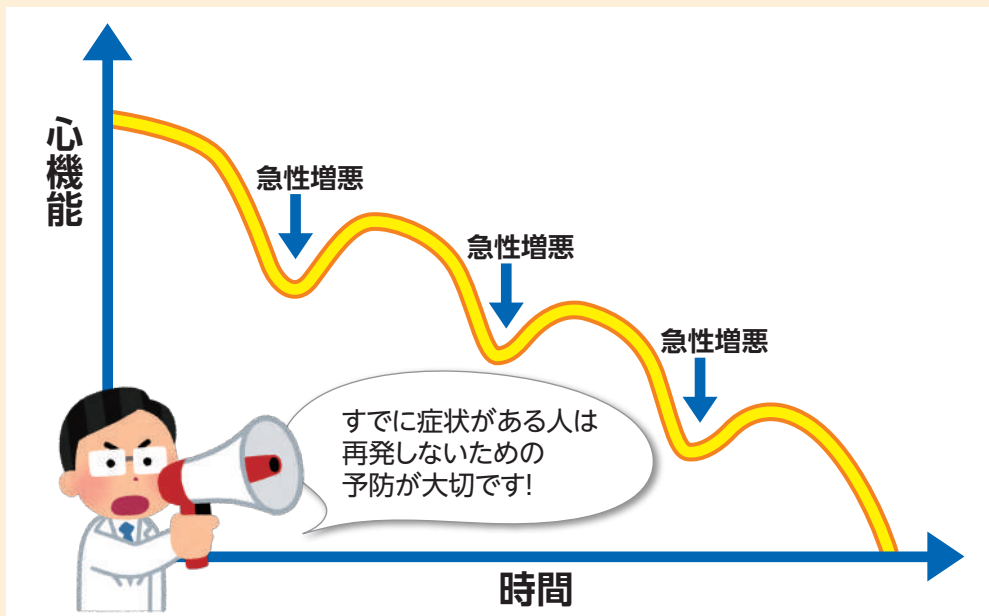 心機能
急性増悪
急性増悪
急性増悪
すでに症状がある人は
再発しないための
予防が大切です!
時間